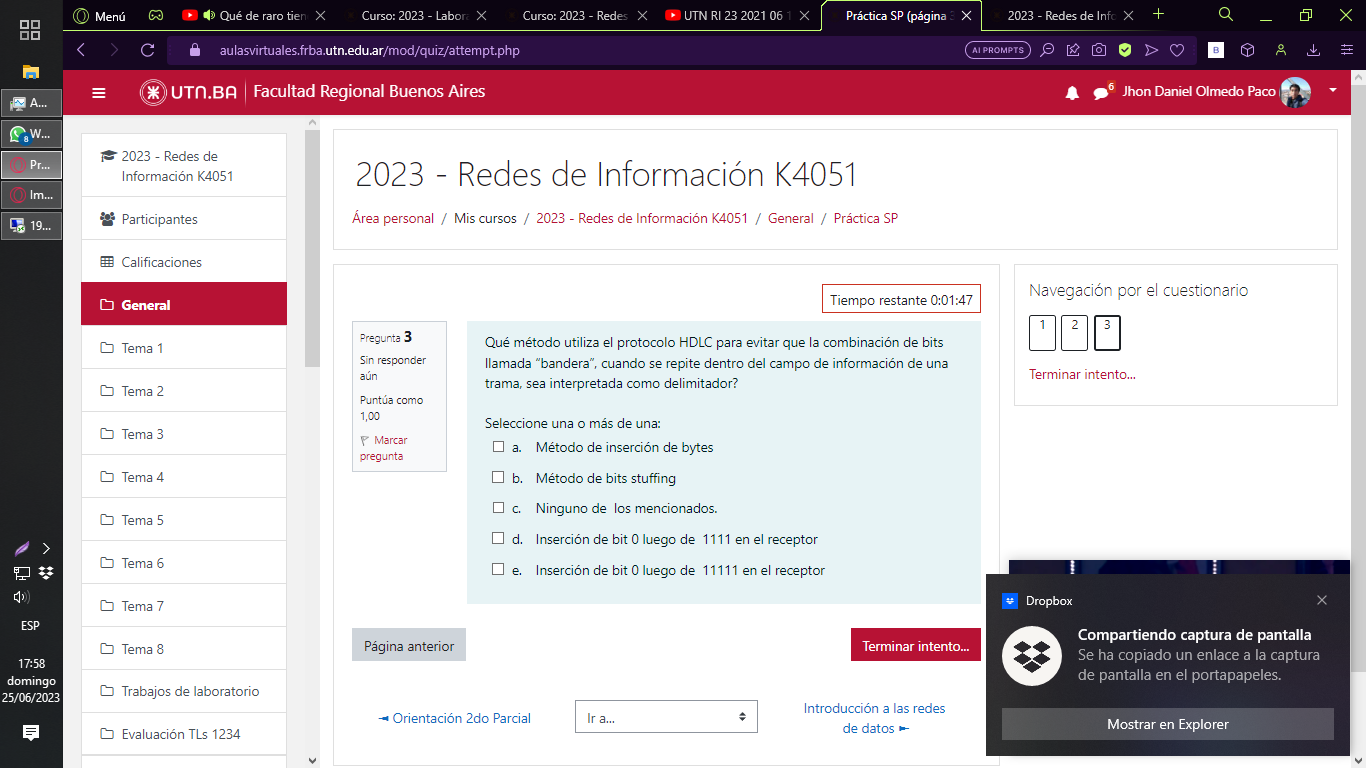 Menú
Qué de raro tien
Curso: 2023 - Labora
Curso: 2023 - Redes
UTN RI 23 2021 06 1
Práctica SP (página 3
2023 - Redes de Info
aulasvirtuales.frba.utn.edu.ar/mod/quiz/attempt.php
AI PROMPTS
B
A...
W...
8
Pr...
Im...
19...
UTN.BA
Facultad Regional Buenos Aires
6
Jhon Daniel Olmedo Paco
2023 - Redes de
Información K4051
Participantes
Calificaciones
General
Tema 1
Tema 2
Tema 3
Tema 4
Tema 5
Tema 6
Tema 7
Tema 8
Trabajos de laboratorio
Evaluación TLs 1234
2023 - Redes de Información K4051
Área personal / Mis cursos / 2023 - Redes de Información K4051 / General / Práctica SP
Tiempo restante 0:01:47
Pregunta 3
Sin responder
aún
Puntúa como
1,00
Marcar
pregunta
Qué método utiliza el protocolo HDLC para evitar que la combinación de bits
llamada “bandera”, cuando se repite dentro del campo de información de una
trama, sea interpretada como delimitador?
Seleccione una o más de una:
a. Método de inserción de bytes
b. Método de bits stuffing
c. Ninguno de los mencionados.
d. Inserción de bit 0 luego de 1111 en el receptor
e. Inserción de bit 0 luego de 11111 en el receptor
Página anterior
Terminar intento...
◄ Orientación 2do Parcial
Ir a...
Introducción a las redes
de datos ►
Navegación por el cuestionario
1 2 3
Terminar intento...
Dropbox
Compartiendo captura de pantalla
Se ha copiado un enlace a la captura
de pantalla en el portapapeles.
Mostrar en Explorer
ESP
17:58
domingo
25/06/2023